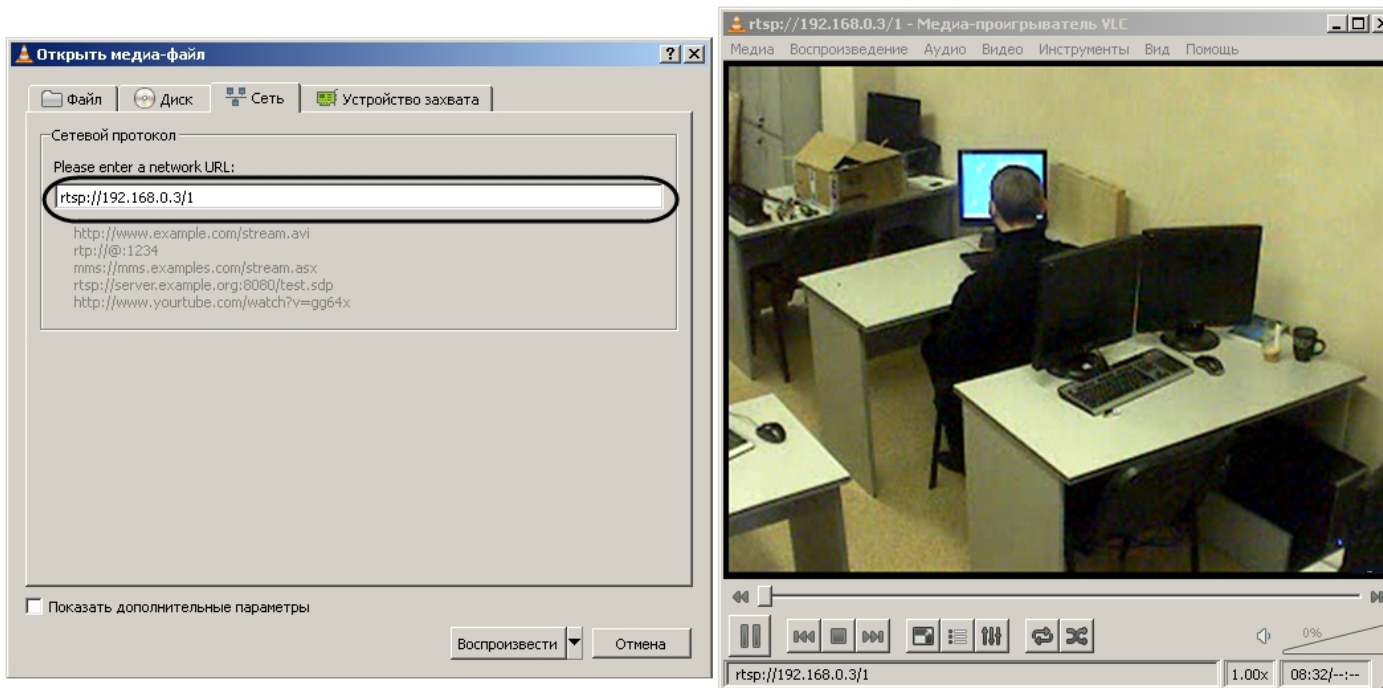 Открыть медиа-файл
Файл
Диск
Сеть
Устройство захвата
Сетевой протокол
Please enter a network URL:
rtsp://192.168.0.3/1
http://www.example.com/stream.avi
rtp://@:1234
mms://mms.examples.com/stream.asx
rtsp://server.example.org:8080/test.sdp
http://www.yourtube.com/watch?v=gg64x
Показать дополнительные параметры
Воспроизвести
Отмена
rtsp://192.168.0.3/1 - Медиа-проигрыватель VLC
Медиа Воспроизведение Аудио Видео Инструменты Вид Помощь
0%
rtsp://192.168.0.3/1 1.00x 08:32/--:--